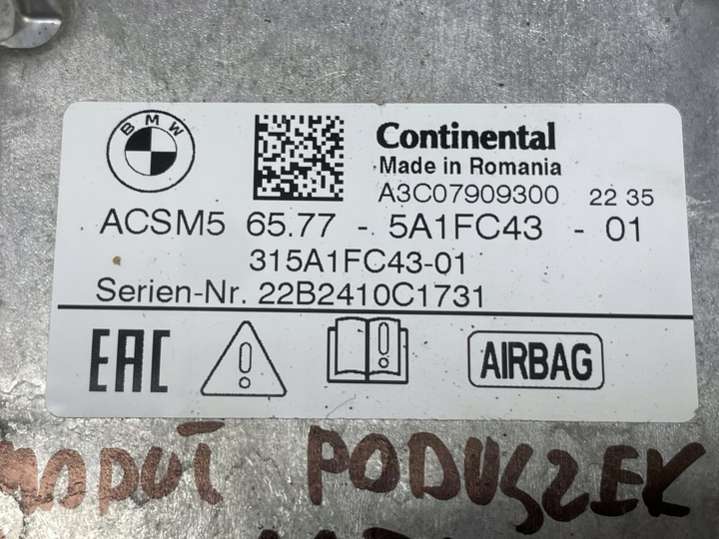 BMW
Continental
Made in Romania
A3C07909300 22 35
ACSM5 65.77 - 5A1FC43 - 01
315A1FC43-01
Serien-Nr. 22B2410C1731
EAC
AIRBAG
PODUSZEK